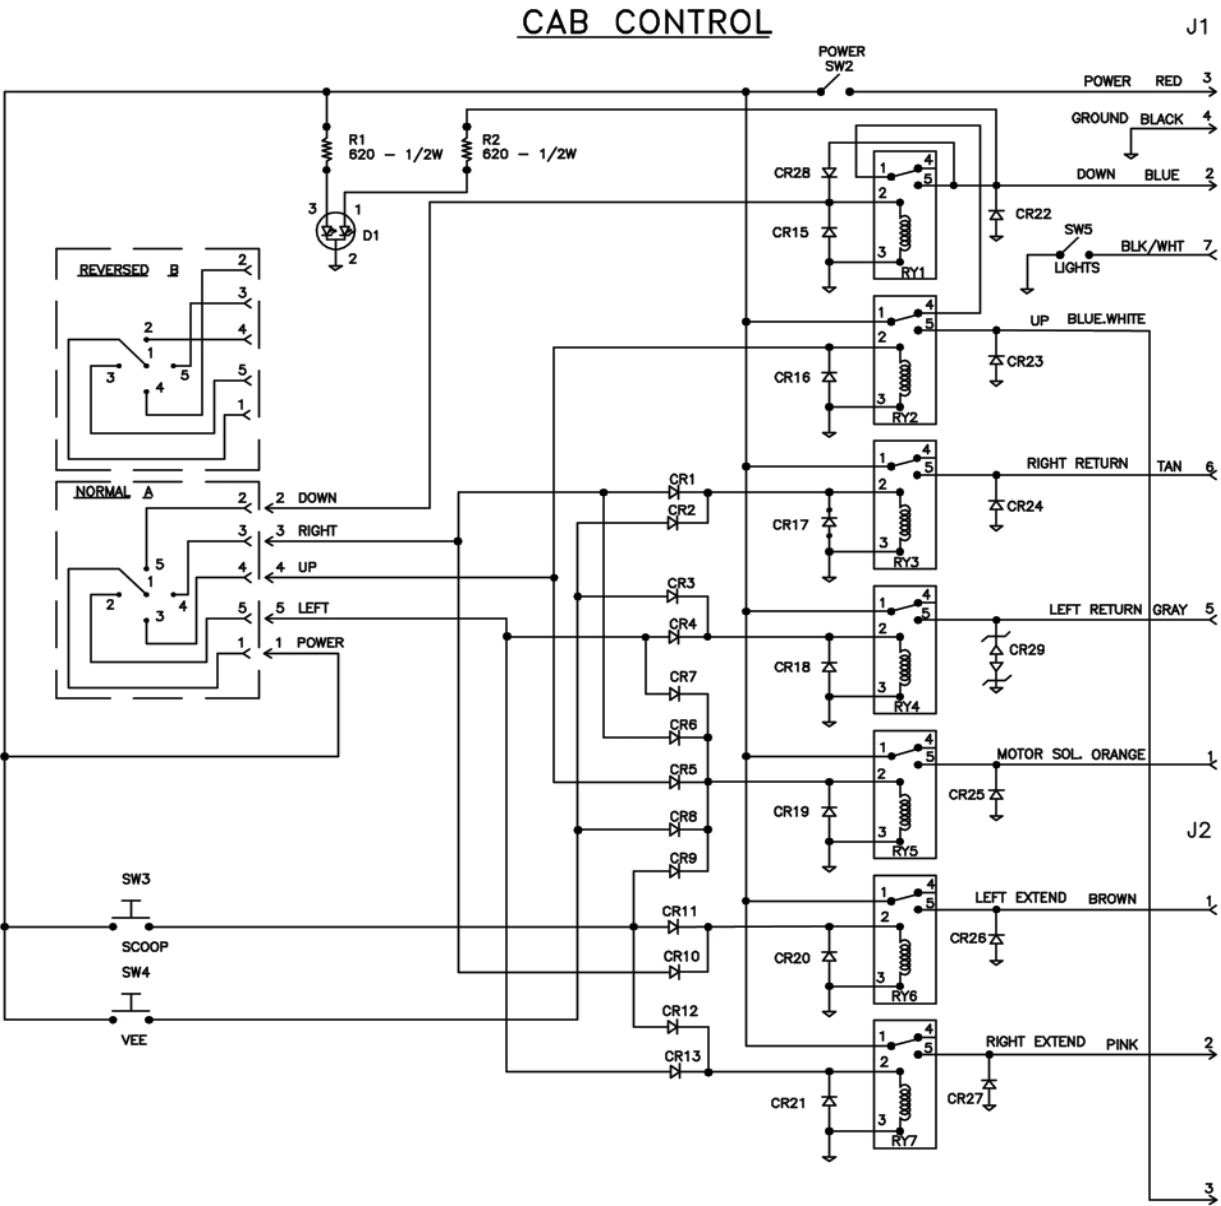 CAB CONTROL
J1
POWER
SW2
POWER RED 3
GROUND BLACK 4
R1
620 - 1/2W
R2
620 - 1/2W
CR28
1
4
5
DOWN BLUE 2
2
3
1
D1
2
CR15
3
RY1
CR22
SW5
LIGHTS
BLK/WHT 7
REVERSED B
2
3
4
5
1
2
1
3
5
4
1
4
5
UP BLUE.WHITE
2
CR16
3
RY2
CR23
1
4
5
RIGHT RETURN TAN 6
NORMAL A
2
2 DOWN
3
3 RIGHT
4
4 UP
5
5 LEFT
1
1 POWER
5
1
2
4
3
CR1
CR2
2
CR17
3
RY3
CR24
CR3
CR4
1
4
5
LEFT RETURN GRAY 5
2
CR18
3
RY4
CR29
CR7
CR6
CR5
1
4
5
MOTOR SOL. ORANGE 1
2
CR19
3
RY5
CR25
J2
CR8
CR9
SW3
SCOOP
CR11
CR10
1
4
5
LEFT EXTEND BROWN 1
2
CR20
3
RY6
CR26
SW4
VEE
CR12
CR13
1
4
5
RIGHT EXTEND PINK 2
2
CR21
3
RY7
CR27
3